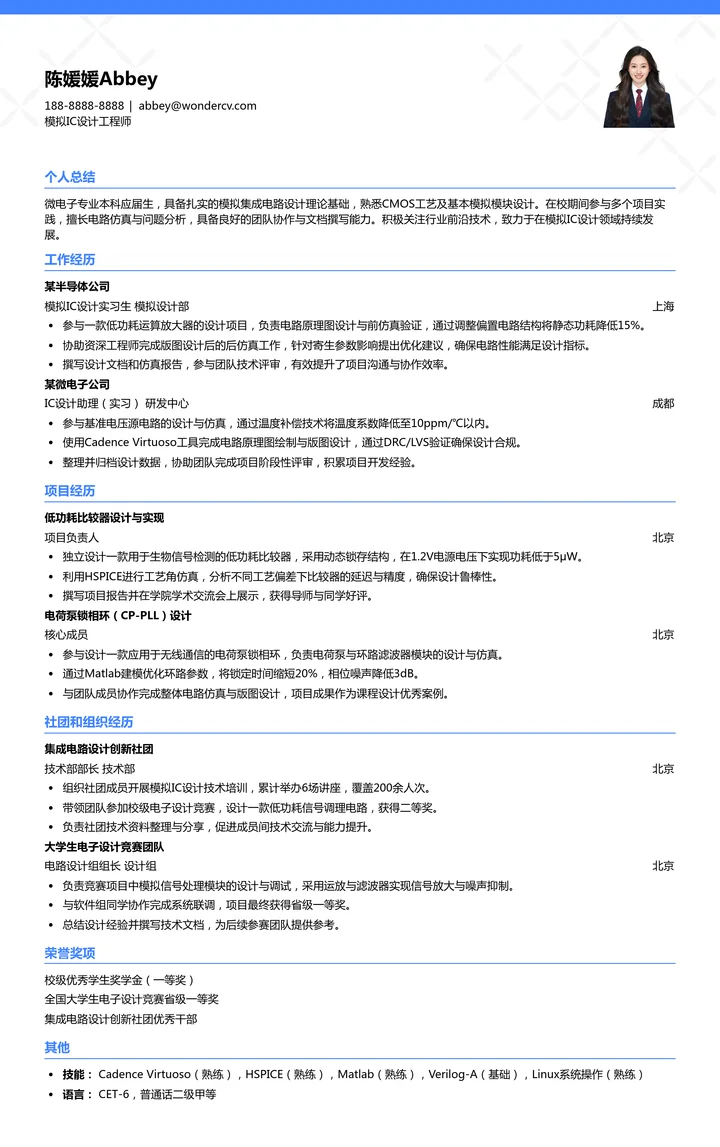 陈媛媛Abbey
188-8888-8888 | abbey@wondercv.com
模拟IC设计工程师
个人总结
微电子专业本科应届生，具备扎实的模拟集成电路设计理论基础，熟悉CMOS工艺及基本模拟模块设计。在校期间参与多个项目实
践，擅长电路仿真与问题分析，具备良好的团队协作与文档撰写能力。积极关注行业前沿技术，致力于在模拟IC设计领域持续发
展。
工作经历
某半导体公司
模拟IC设计实习生 模拟设计部 上海
• 参与一款低功耗运算放大器的设计项目，负责电路原理图设计与前仿真验证，通过调整偏置电路结构将静态功耗降低15%。
• 协助资深工程师完成版图设计后的后仿真工作，针对寄生参数影响提出优化建议，确保电路性能满足设计指标。
• 撰写设计文档和仿真报告，参与团队技术评审，有效提升了项目沟通与协作效率。
某微电子公司
IC设计助理（实习） 研发中心 成都
• 参与基准电压源电路的设计与仿真，通过温度补偿技术将温度系数降低至10ppm/℃以内。
• 使用Cadence Virtuoso工具完成电路原理图绘制与版图设计，通过DRC/LVS验证确保设计合规。
• 整理并归档设计数据，协助团队完成项目阶段性评审，积累项目开发经验。
项目经历
低功耗比较器设计与实现
项目负责人 北京
• 独立设计一款用于生物信号检测的低功耗比较器，采用动态锁存结构，在1.2V电源电压下实现功耗低于5μW。
• 利用HSPICE进行工艺角仿真，分析不同工艺偏差下比较器的延迟与精度，确保设计鲁棒性。
• 撰写项目报告并在学院学术交流会上展示，获得导师与同学好评。
电荷泵锁相环（CP-PLL）设计
核心成员 北京
• 参与设计一款应用于无线通信的电荷泵锁相环，负责电荷泵与环路滤波器模块的设计与仿真。
• 通过Matlab建模优化环路参数，将锁定时间缩短20%，相位噪声降低3dB。
• 与团队成员协作完成整体电路仿真与版图设计，项目成果作为课程设计优秀案例。
社团和组织经历
集成电路设计创新社团
技术部部长 技术部 北京
• 组织社团成员开展模拟IC设计技术培训，累计举办6场讲座，覆盖200余人次。
• 带领团队参加校级电子设计竞赛，设计一款低功耗信号调理电路，获得二等奖。
• 负责社团技术资料整理与分享，促进成员间技术交流与能力提升。
大学生电子设计竞赛团队
电路设计组组长 设计组 北京
• 负责竞赛项目中模拟信号处理模块的设计与调试，采用运放与滤波器实现信号放大与噪声抑制。
• 与软件组同学协作完成系统联调，项目最终获得省级一等奖。
• 总结设计经验并撰写技术文档，为后续参赛团队提供参考。
荣誉奖项
校级优秀学生奖学金（一等奖）
全国大学生电子设计竞赛省级一等奖
集成电路设计创新社团优秀干部
其他
• 技能： Cadence Virtuoso（熟练），HSPICE（熟练），Matlab（熟练），Verilog-A（基础），Linux系统操作（熟练）
• 语言： CET-6，普通话二级甲等